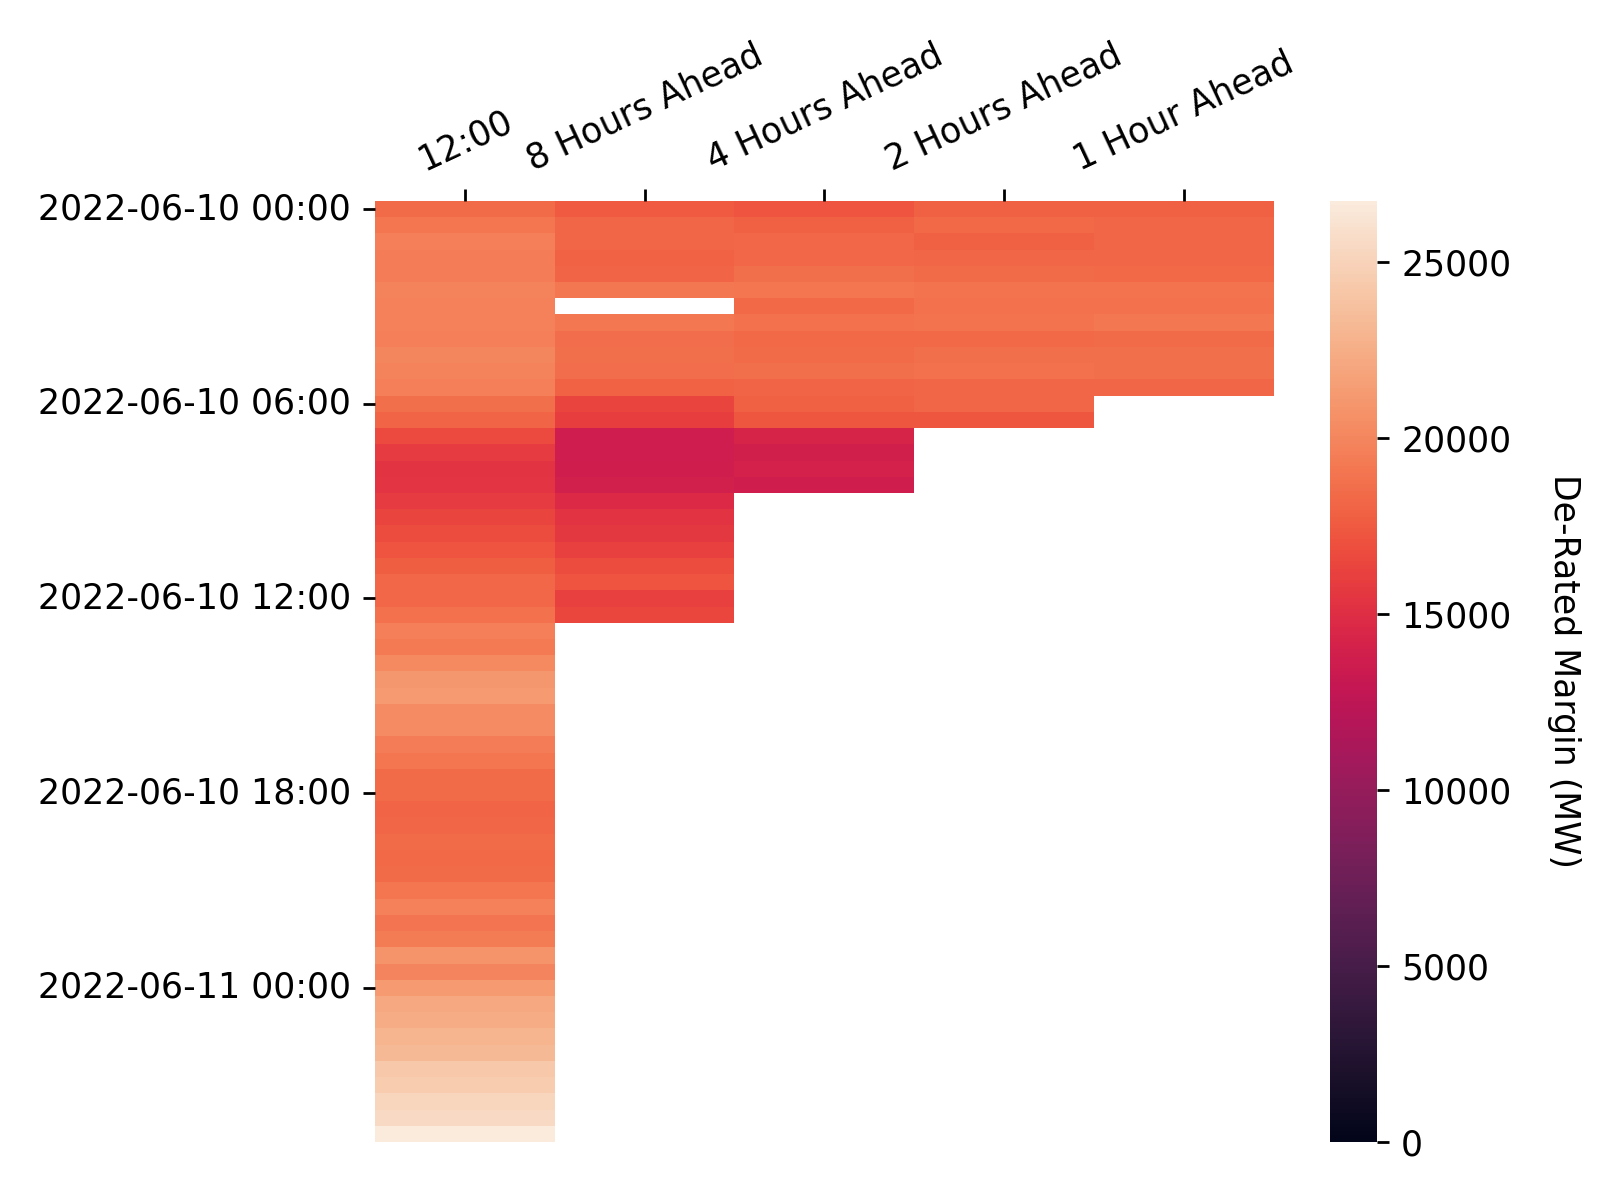 12:00
8 Hours Ahead
4 Hours Ahead
2 Hours Ahead
1 Hour Ahead
2022-06-10 00:00
2022-06-10 06:00
2022-06-10 12:00
2022-06-10 18:00
2022-06-11 00:00
25000
20000
15000
10000
5000
0
De-Rated Margin (MW)